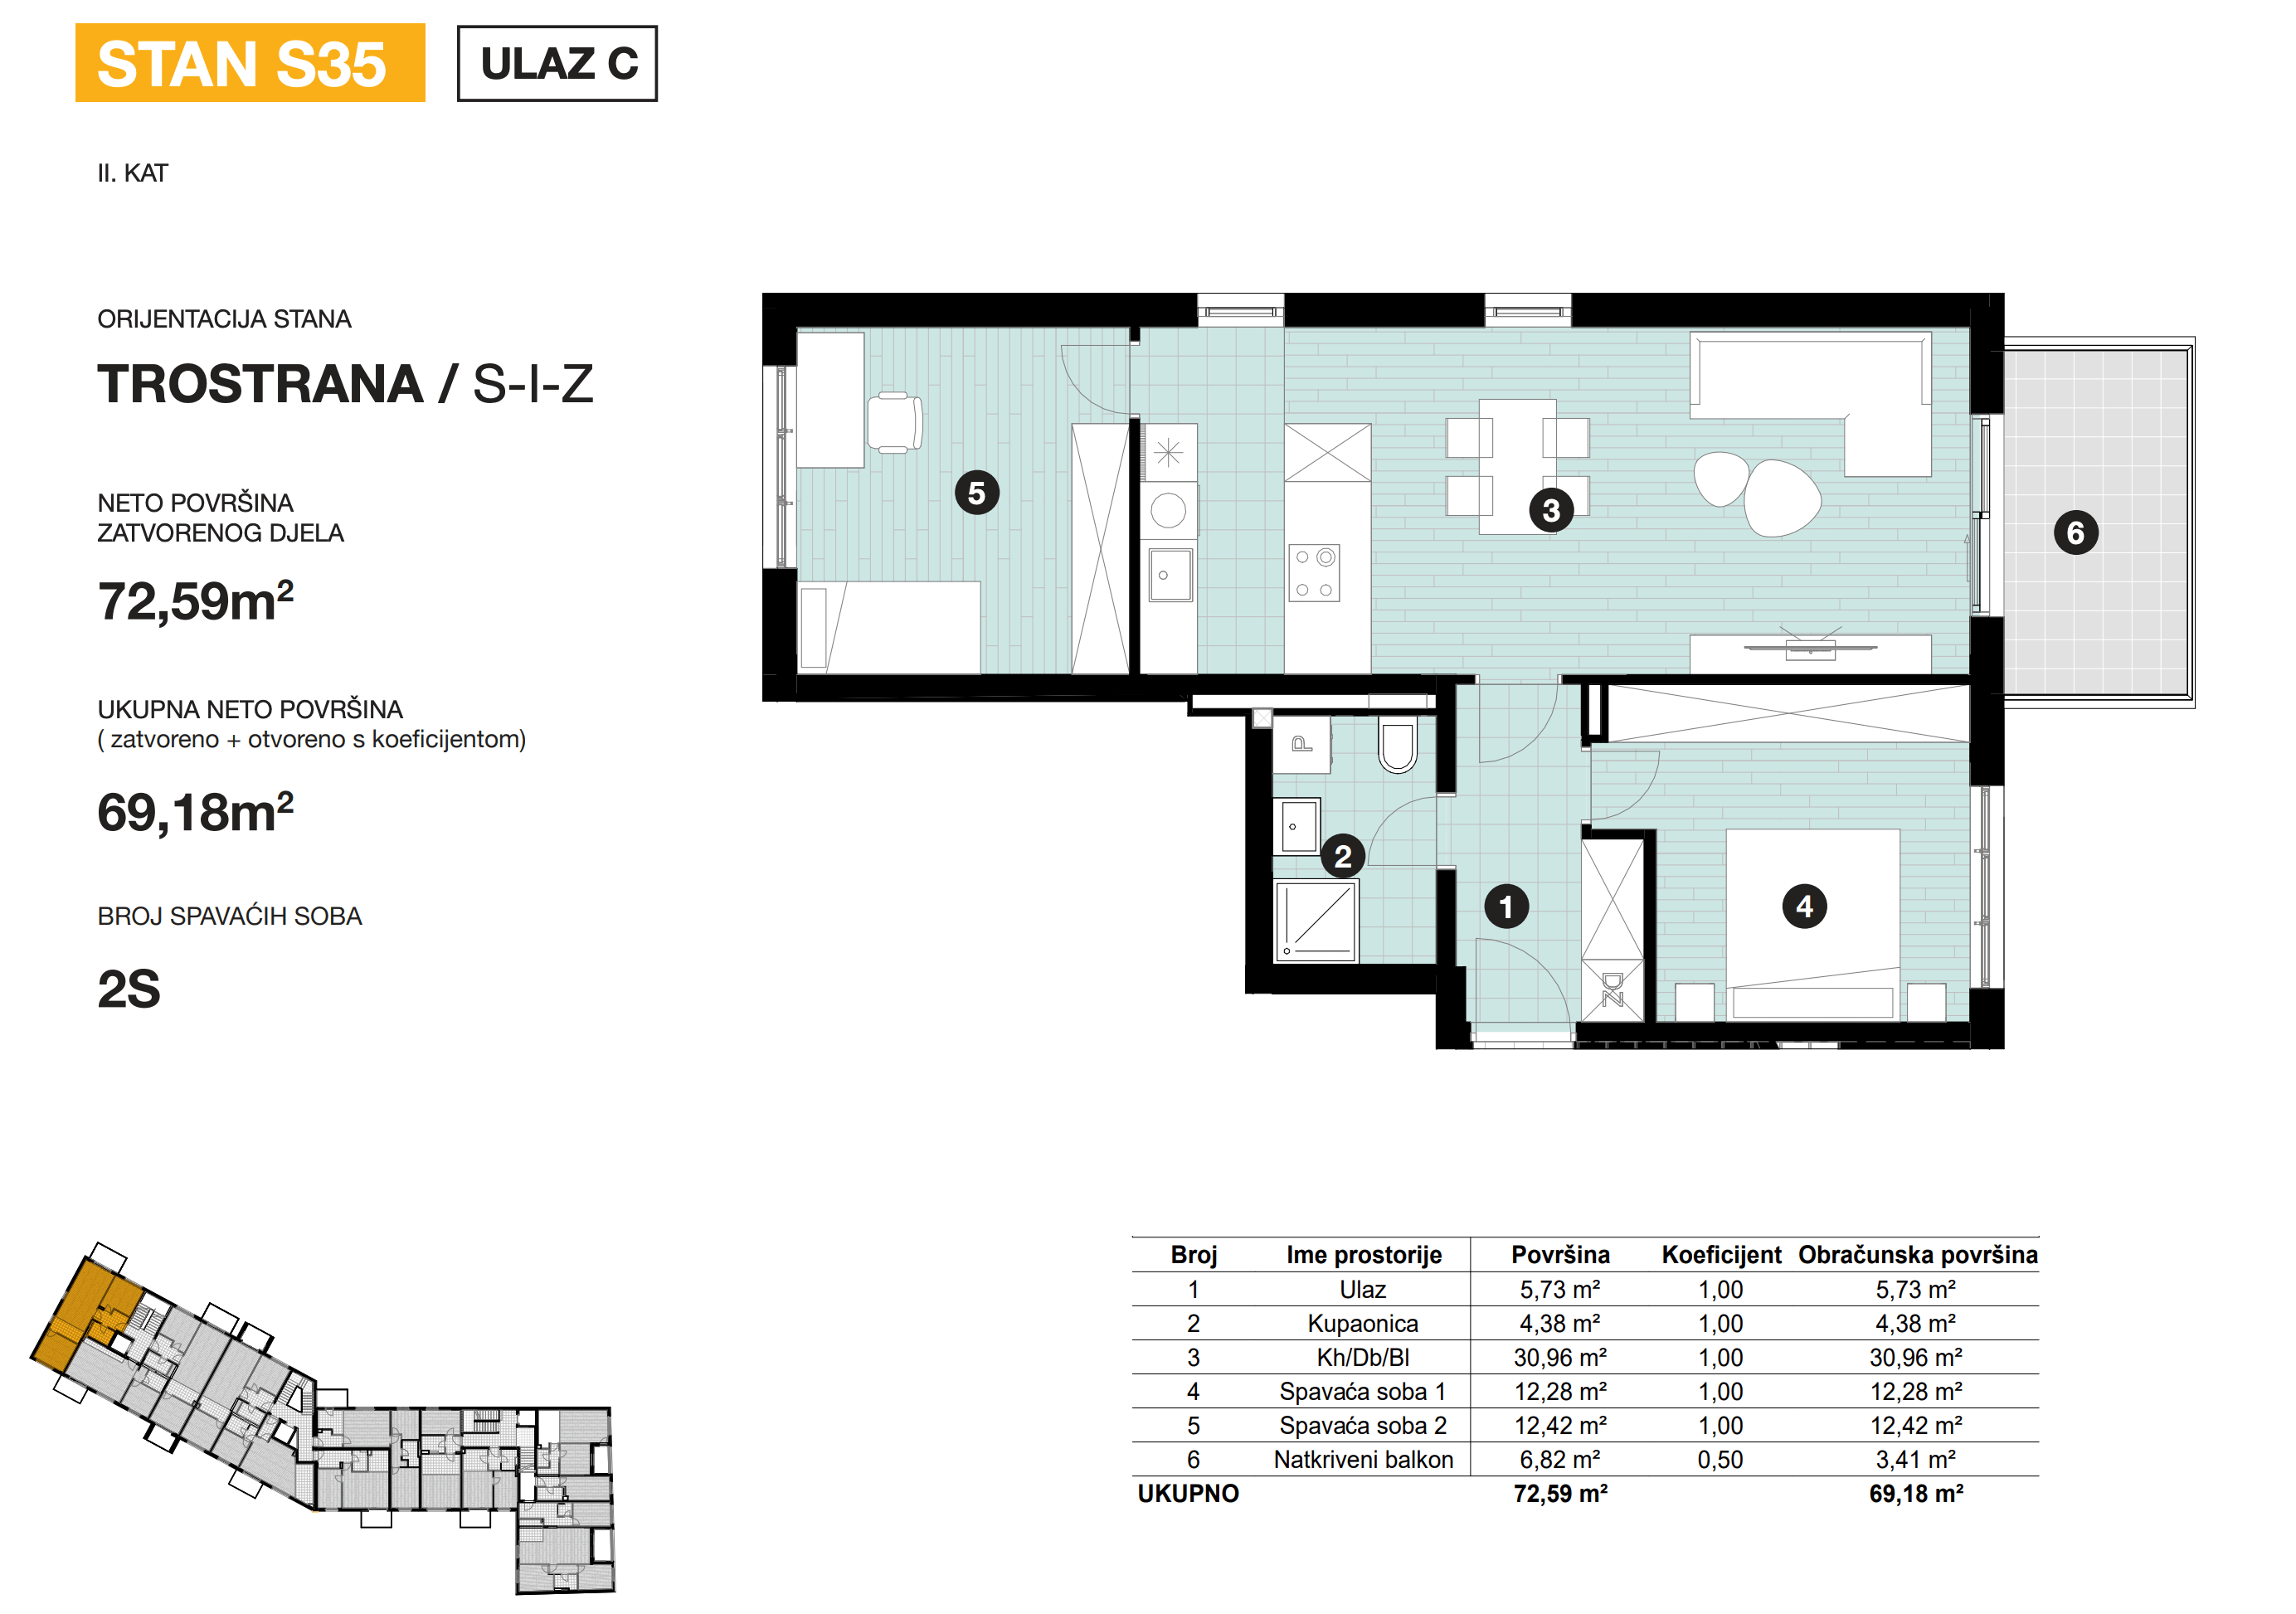 STAN S35
ULAZ C
II. KAT
ORIJENTACIJA STANA
TROSTRANA / S-I-Z
NETO POVRŠINA
ZATVORENOG DJELA
72,59m²
UKUPNA NETO POVRŠINA
( zatvoreno + otvoreno s koeficijentom)
69,18m²
BROJ SPAVAĆIH SOBA
2S
5
3
6
P
2
1
4
ZD
Broj Ime prostorije Površina Koeficijent Obračunska površina
1 Ulaz 5,73 m² 1,00 5,73 m²
2 Kupaonica 4,38 m² 1,00 4,38 m²
3 Kh/Db/Bl 30,96 m² 1,00 30,96 m²
4 Spavaća soba 1 12,28 m² 1,00 12,28 m²
5 Spavaća soba 2 12,42 m² 1,00 12,42 m²
6 Natkriveni balkon 6,82 m² 0,50 3,41 m²
UKUPNO 72,59 m² 69,18 m²